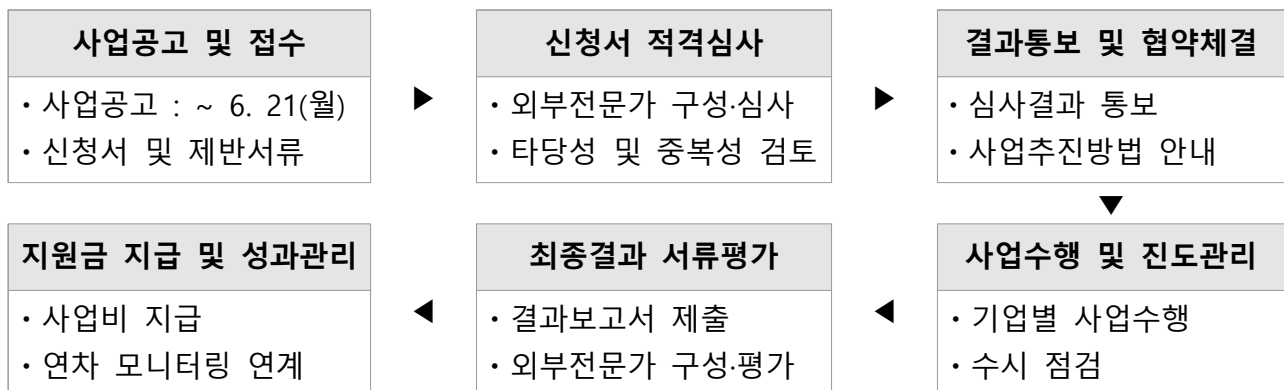 사업공고 및 접수
· 사업공고 : ~ 6. 21(월)
· 신청서 및 제반서류
▶
신청서 적격심사
· 외부전문가 구성·심사
· 타당성 및 중복성 검토
▶
결과통보 및 협약체결
· 심사결과 통보
· 사업추진방법 안내
▼
사업수행 및 진도관리
· 기업별 사업수행
· 수시 점검
◀
최종결과 서류평가
· 결과보고서 제출
· 외부전문가 구성·평가
◀
지원금 지급 및 성과관리
· 사업비 지급
· 연차 모니터링 연계